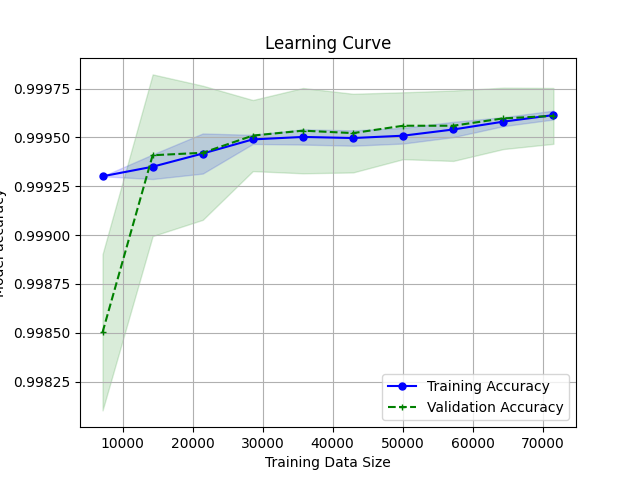 Learning Curve
0.99975
0.99950
0.99925
0.99900
0.99875
0.99850
0.99825
Model accuracy
10000 20000 30000 40000 50000 60000 70000
Training Data Size
Training Accuracy
Validation Accuracy